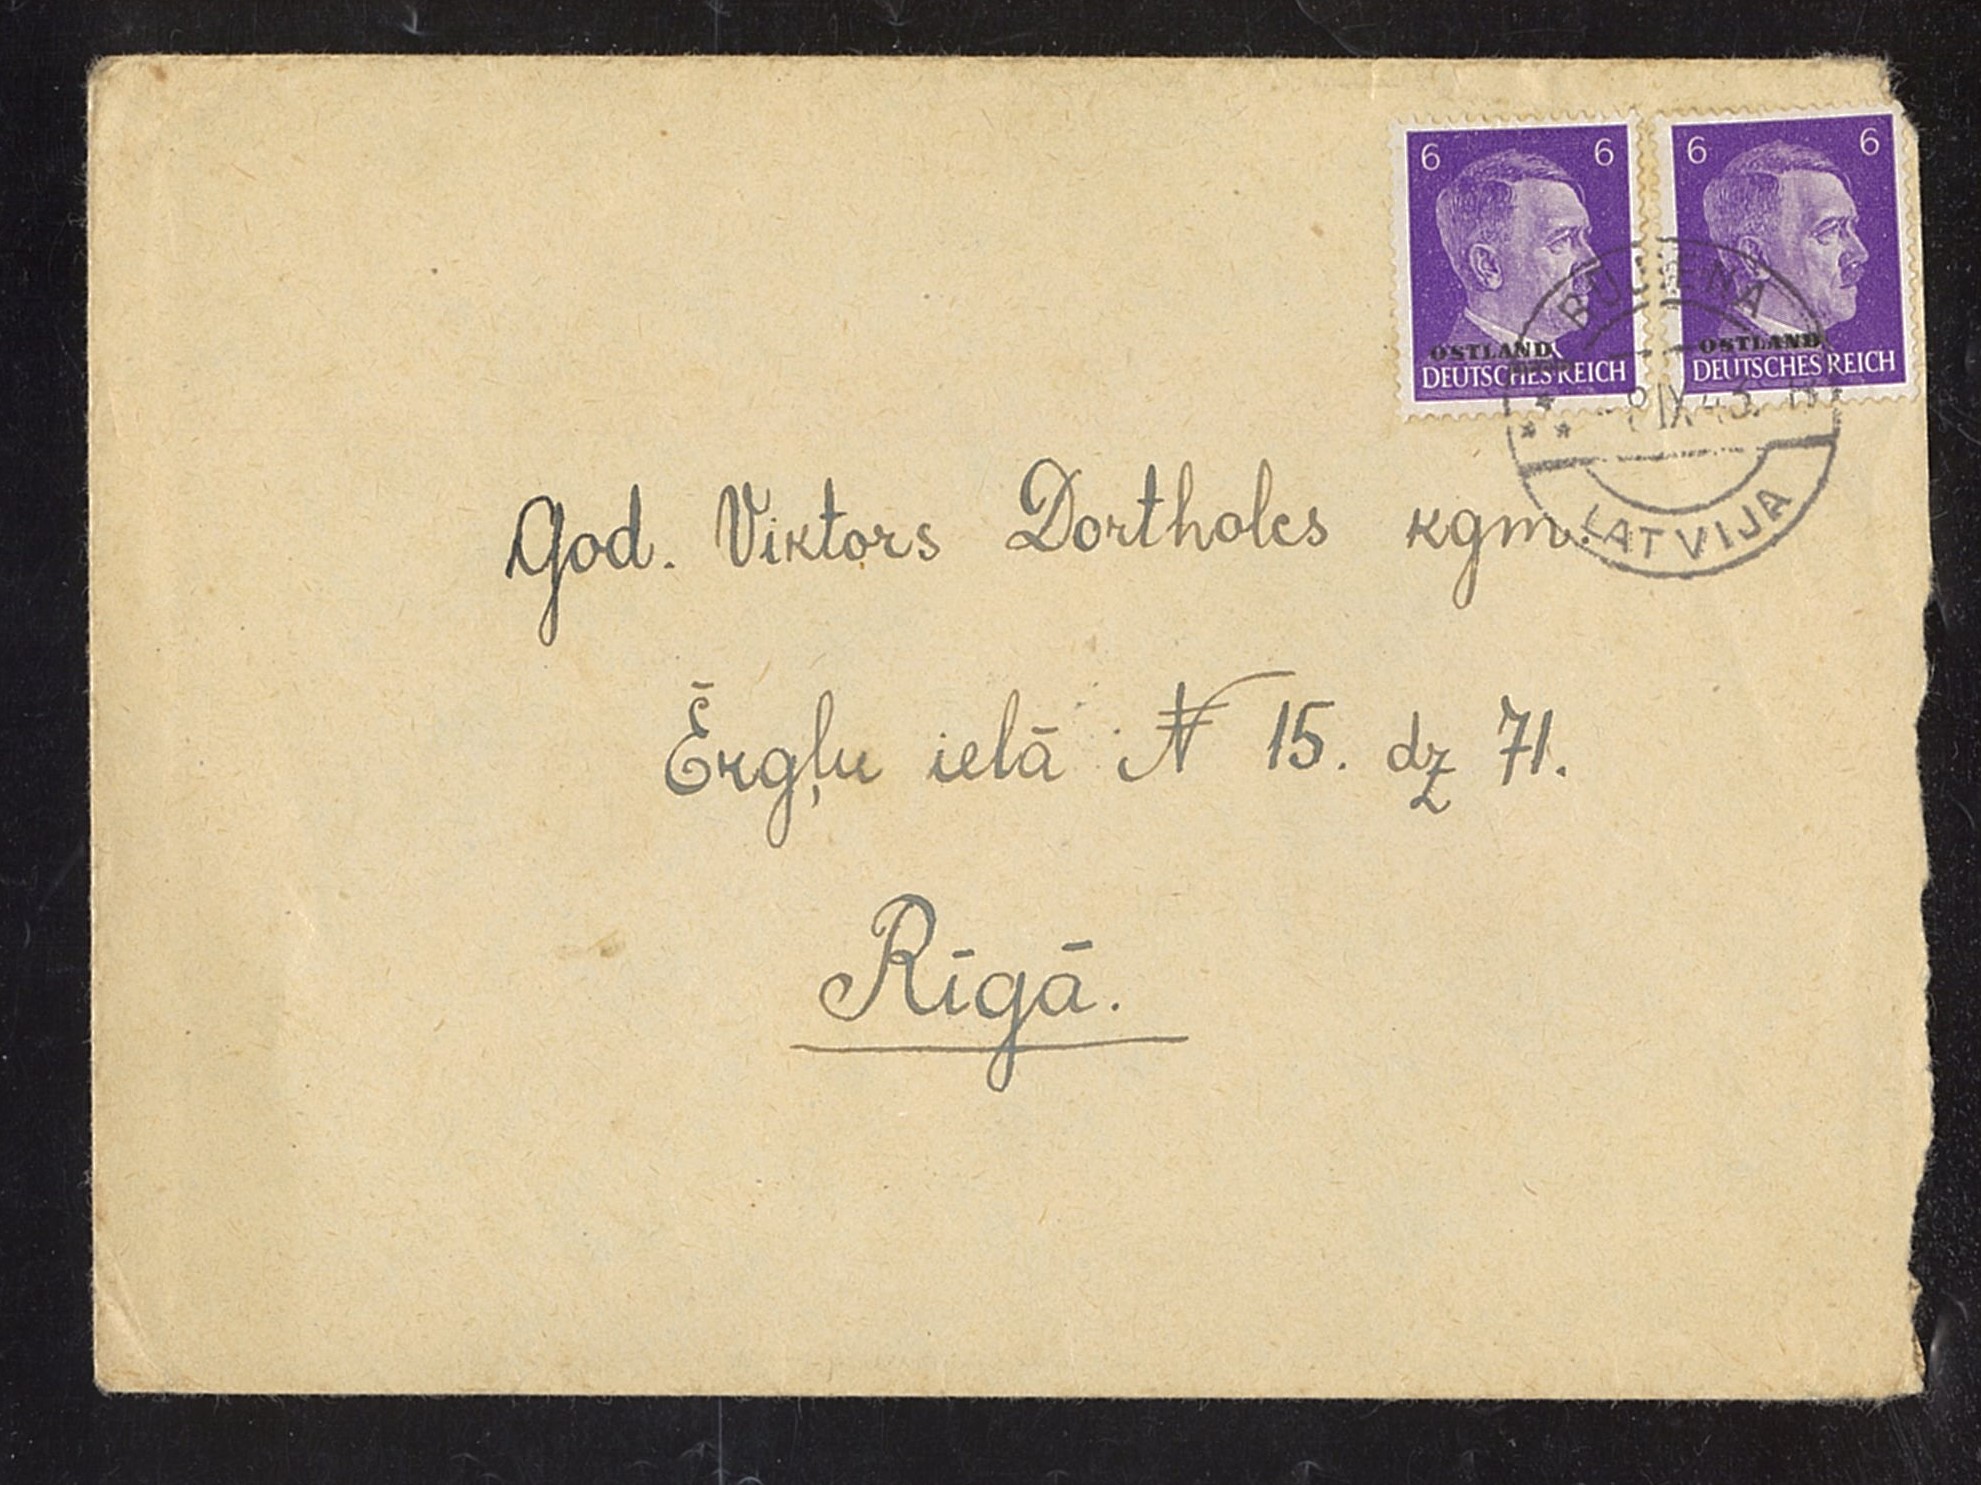 6 6
OSTLAND
DEUTSCHES REICH
6 6
OSTLAND
DEUTSCHES REICH
LATVIJA
God. Viktors Dortholcs kgm.
Ērgļu ielā № 15. dz 71.
Rīgā.